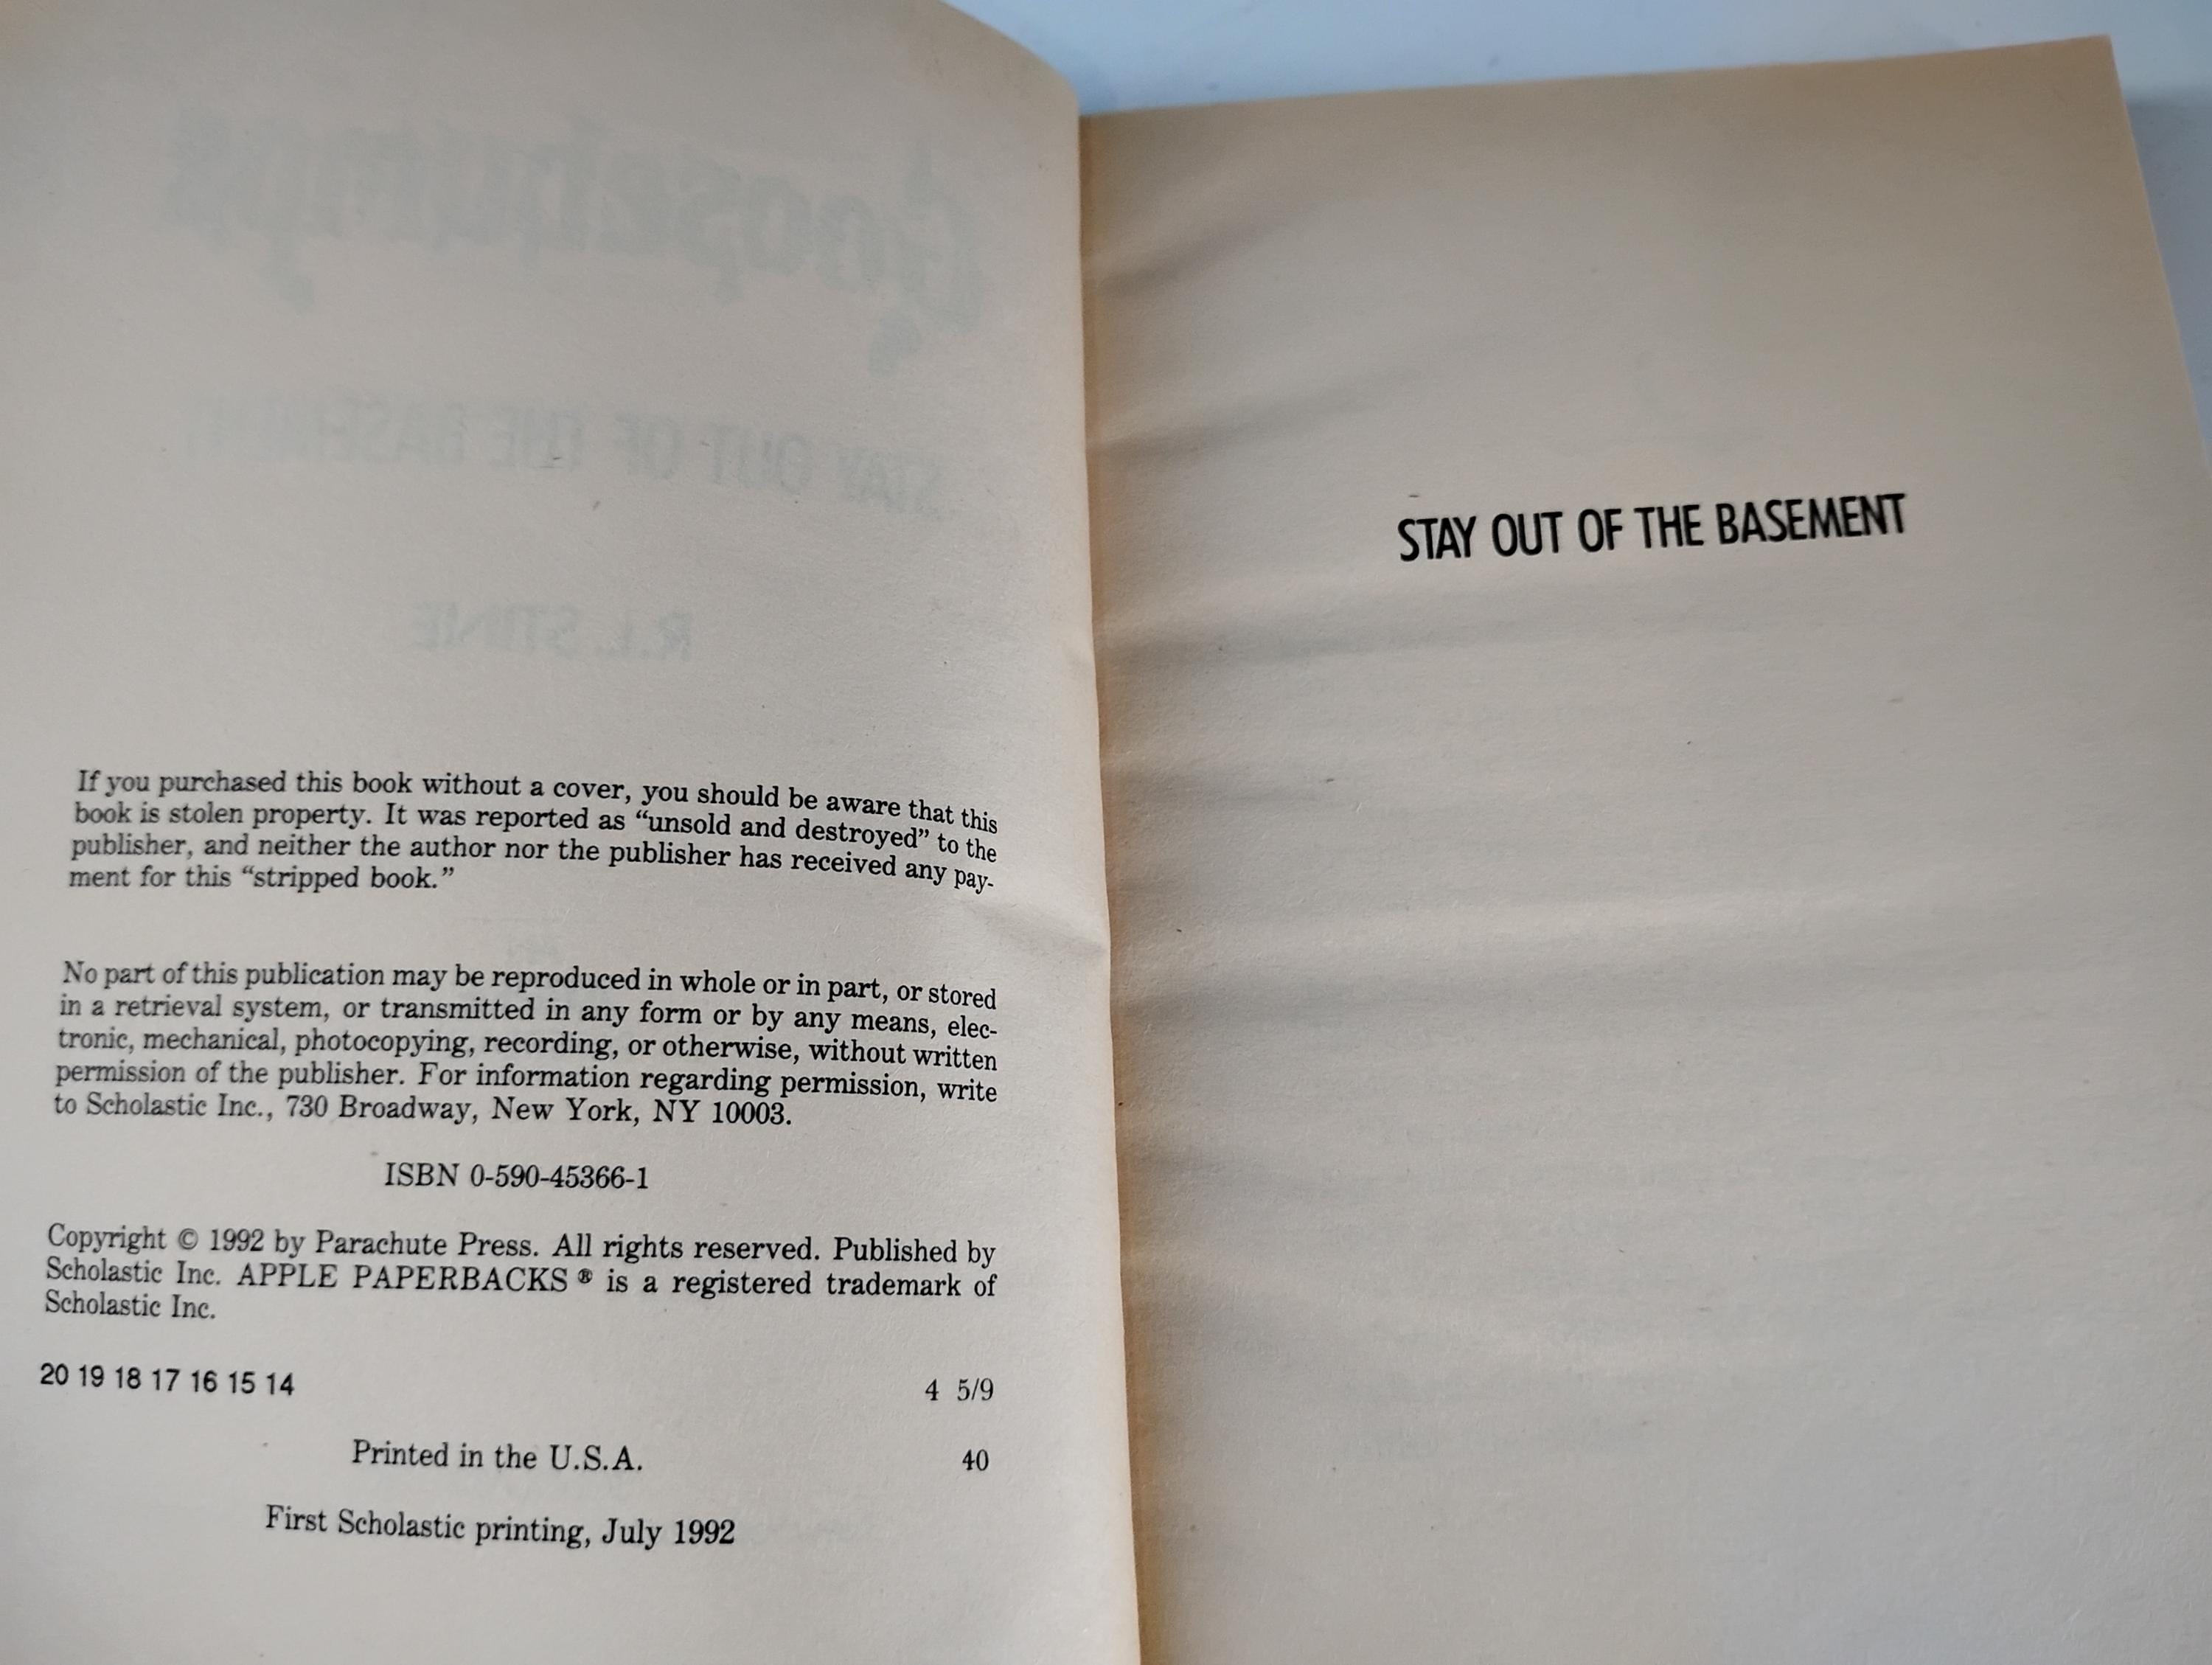 If you purchased this book without a cover, you should be aware that this
book is stolen property. It was reported as “unsold and destroyed” to the
publisher, and neither the author nor the publisher has received any pay-
ment for this “stripped book.”
No part of this publication may be reproduced in whole or in part, or stored
in a retrieval system, or transmitted in any form or by any means, elec-
tronic, mechanical, photocopying, recording, or otherwise, without written
permission of the publisher. For information regarding permission, write
to Scholastic Inc., 730 Broadway, New York, NY 10003.
ISBN 0-590-45366-1
Copyright © 1992 by Parachute Press. All rights reserved. Published by
Scholastic Inc. APPLE PAPERBACKS ® is a registered trademark of
Scholastic Inc.
20 19 18 17 16 15 14 4 5/9
Printed in the U.S.A. 40
First Scholastic printing, July 1992
STAY OUT OF THE BASEMENT